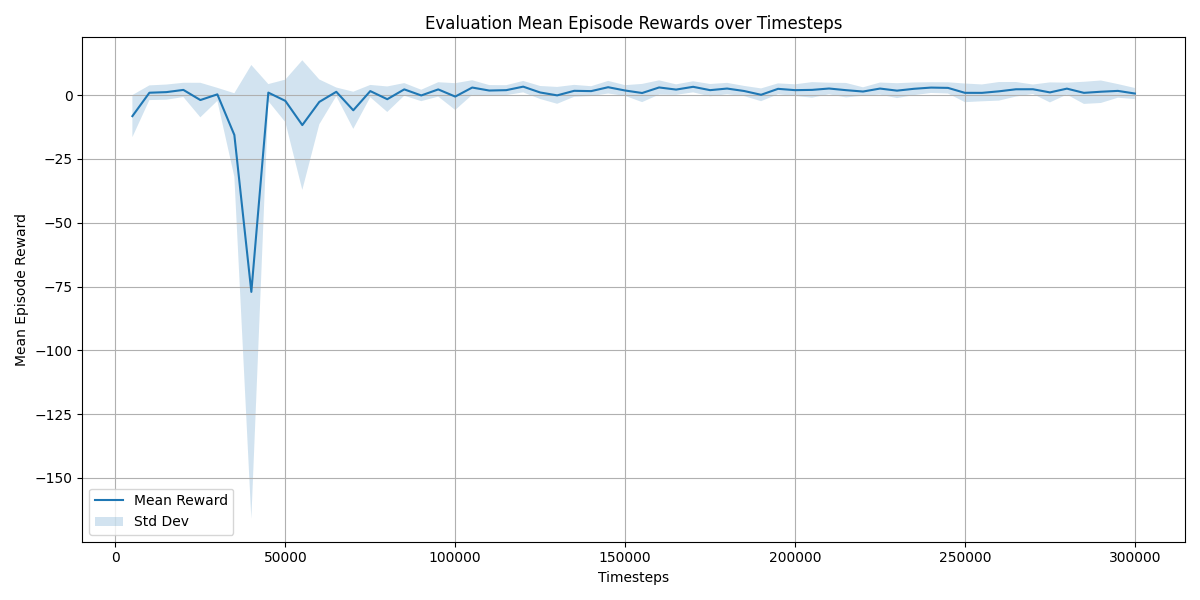 Evaluation Mean Episode Rewards over Timesteps
Mean Episode Reward
0
−25
−50
−75
−100
−125
−150
Mean Reward
Std Dev
0 50000 100000 150000 200000 250000 300000
Timesteps